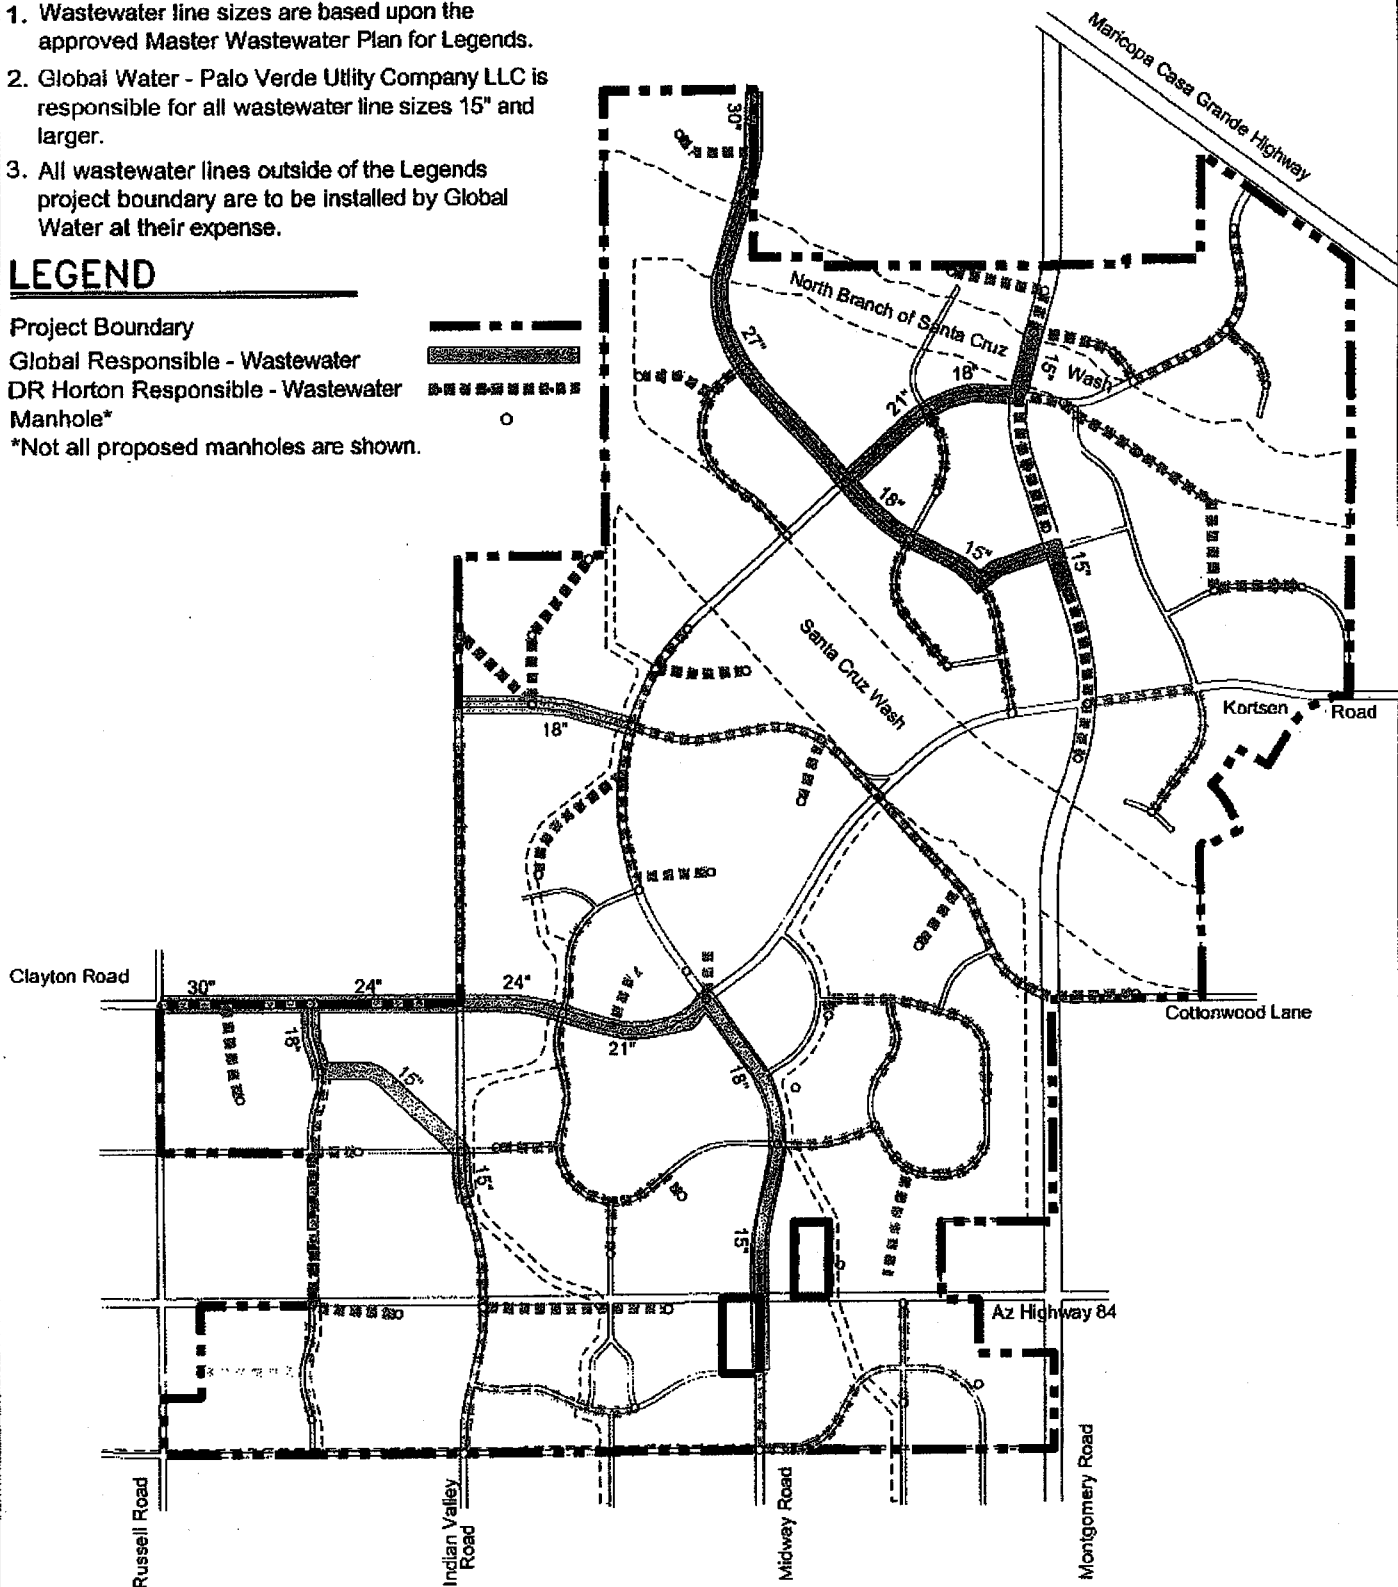 1. Wastewater line sizes are based upon the
approved Master Wastewater Plan for Legends.
2. Global Water - Palo Verde Utility Company LLC is
responsible for all wastewater line sizes 15" and
larger.
3. All wastewater lines outside of the Legends
project boundary are to be installed by Global
Water at their expense.
LEGEND
Project Boundary
Global Responsible - Wastewater
DR Horton Responsible - Wastewater
Manhole*
*Not all proposed manholes are shown.
Maricopa Casa Grande Highway
30"
North Branch of Santa Cruz
Wash
27"
15"
18"
21"
18"
15"
15"
Santa Cruz Wash
Kortsen Road
18"
Clayton Road
30"
24"
24"
Cottonwood Lane
18"
21"
15"
18"
15"
15"
Az Highway 84
Russell Road
Indian Valley
Road
Midway Road
Montgomery Road